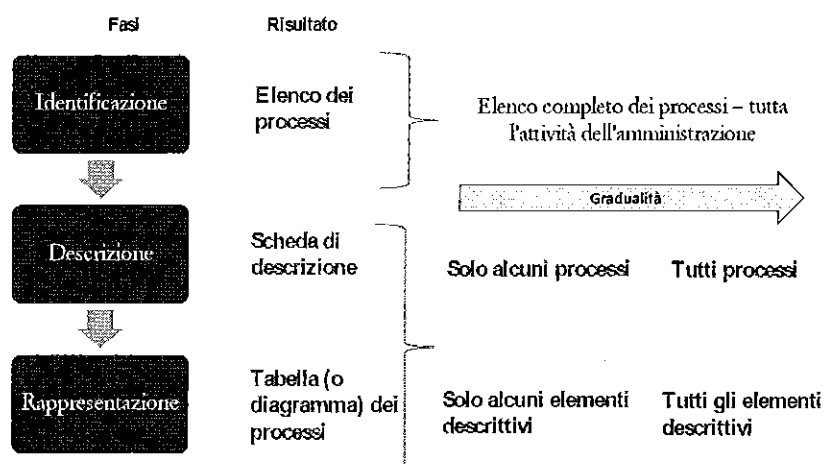 Fasi
Risultato
Identificazione
Elenco dei
processi
Elenco completo dei processi – tutta
l'attività dell'amministrazione
Gradualità
Descrizione
Scheda di
descrizione
Solo alcuni processi
Tutti processi
Rappresentazione
Tabella (o
diagramma) dei
processi
Solo alcuni elementi
descrittivi
Tutti gli elementi
descrittivi